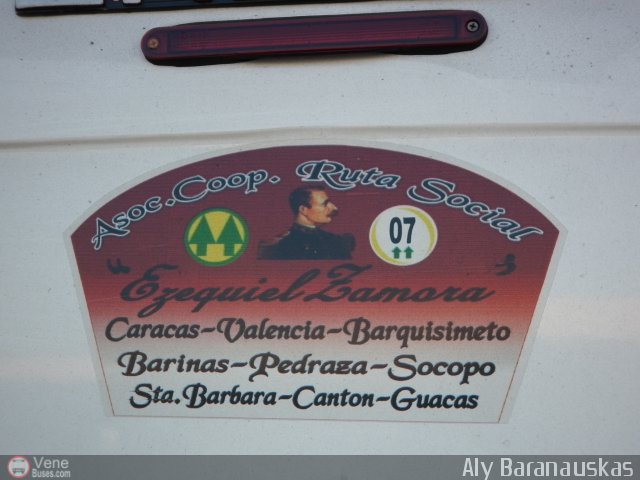 Asoc. Coop. Ruta Social
07
"Ezequiel Zamora"
Caracas-Valencia-Barquisimeto
Barinas-Pedraza-Socopo
Sta. Barbara-Canton-Guacas
Vene
Buses.com
Aly Baranauskas